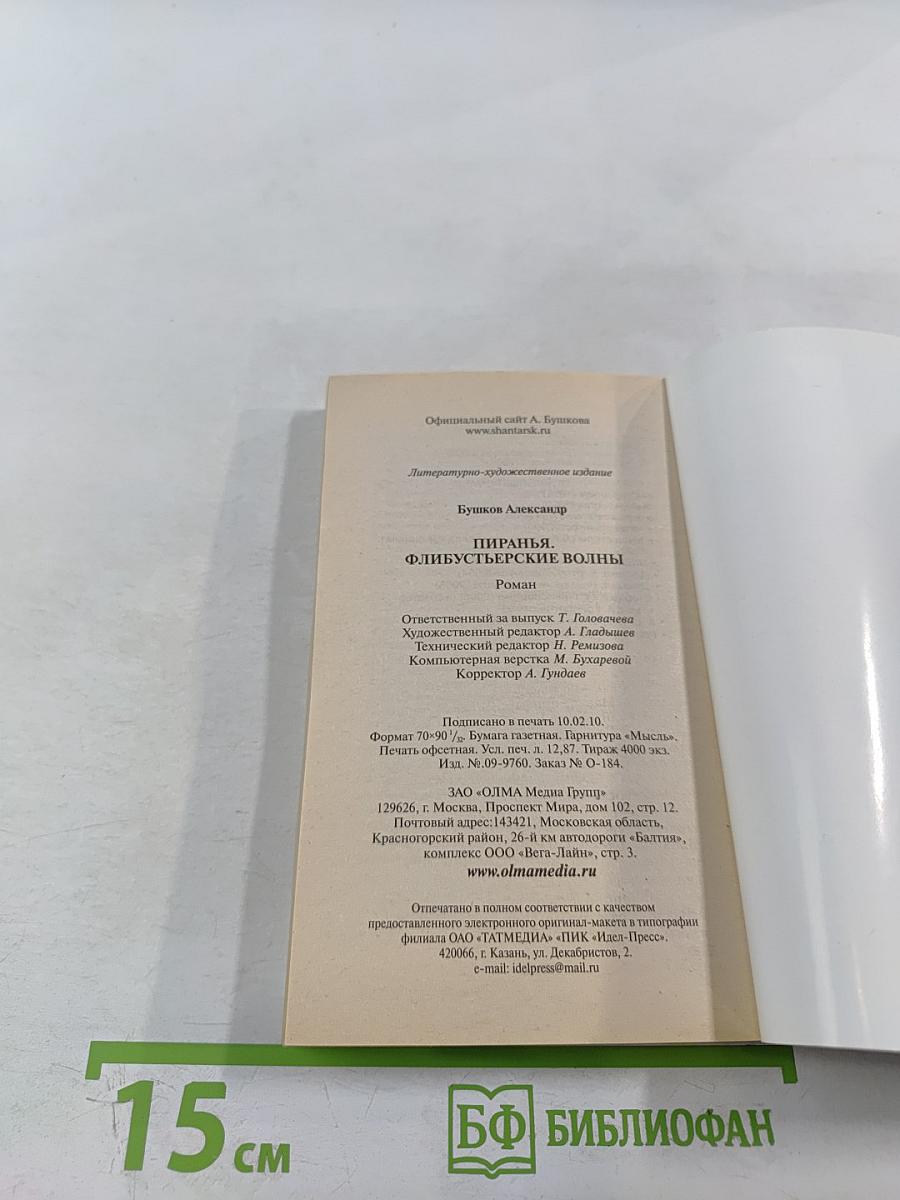 Официальный сайт А. Бушкова
www.shantarsk.ru
Литературно-художественное издание
Бушков Александр
ПИРАНЬЯ.
ФЛИБУСТЬЕРСКИЕ ВОЛНЫ
Роман
Ответственный за выпуск Т. Головачева
Художественный редактор А. Гладышев
Технический редактор Н. Ремизова
Компьютерная верстка М. Бухаревой
Корректор А. Гундаев
Подписано в печать 10.02.10.
Формат 70×90 1/32. Бумага газетная. Гарнитура «Мысль».
Печать офсетная. Усл. печ. л. 12,87. Тираж 4000 экз.
Изд. №.09-9760. Заказ № О-184.
ЗАО «ОЛМА Медиа Групп»
129626, г. Москва, Проспект Мира, дом 102, стр. 12.
Почтовый адрес:143421, Московская область,
Красногорский район, 26-й км автодороги «Балтия»,
комплекс ООО «Вега-Лайн», стр. 3.
www.olmamedia.ru
Отпечатано в полном соответствии с качеством
предоставленного электронного оригинал-макета в типографии
филиала ОАО «ТАТМЕДИА» «ПИК «Идел-Пресс».
420066, г. Казань, ул. Декабристов, 2.
e-mail: idelpress@mail.ru
15 см
БФ БИБЛИОФАН